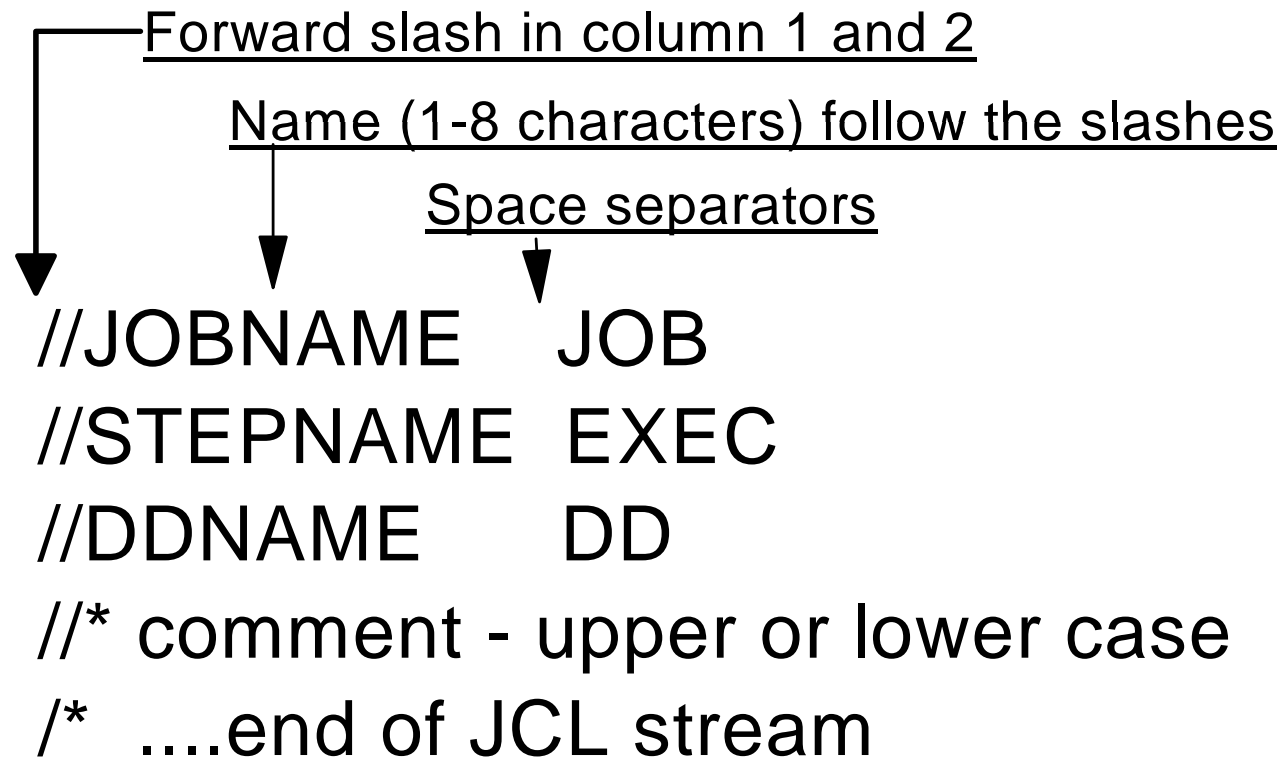 Forward slash in column 1 and 2
Name (1-8 characters) follow the slashes
Space separators
//JOBNAME JOB
//STEPNAME EXEC
//DDNAME DD
//* comment - upper or lower case
/* ....end of JCL stream